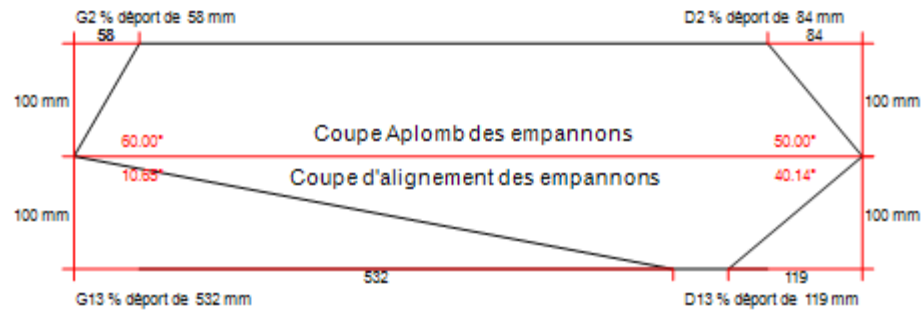 G2 % déport de 58 mm
D2 % déport de 84 mm
58
84
100 mm
100 mm
Coupe Aplomb des empannons
60.00°
50.00°
10.65°
Coupe d'alignement des empannons
40.14°
100 mm
100 mm
532
119
G13 % déport de 532 mm
D13 % déport de 119 mm